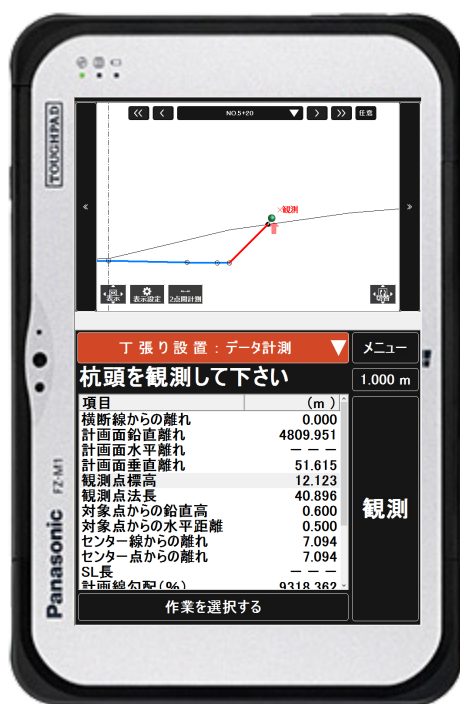 TOUGHPAD
NO.5+20
任意
×観測
表示
表示設定
2点間計測
切替
丁張り設置:データ計測
メニュー
杭頭を観測して下さい
1.000 m
項目 (m)
横断線からの離れ 0.000
計画面鉛直離れ 4809.951
計画面水平離れ ---
計画面垂直離れ 51.615
観測点標高 12.123
観測点法長 40.896
対象点からの鉛直高 0.600
対象点からの水平距離 0.500
センター線からの離れ 7.094
センター点からの離れ 7.094
SL長 ---
計画線勾配(%) 9318.362
観測
作業を選択する
Panasonic FZ-M1